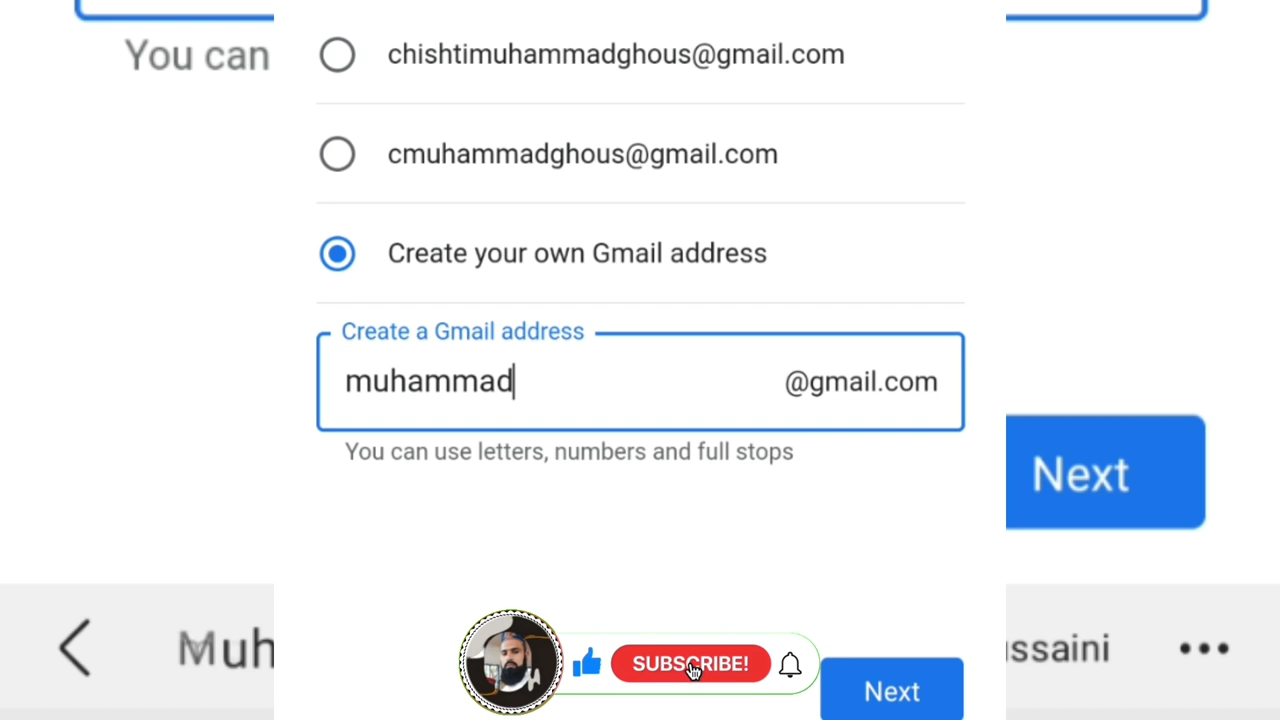 You can
chishtimuhammadghous@gmail.com
cmuhammadghous@gmail.com
Create your own Gmail address
Create a Gmail address
muhammad
@gmail.com
You can use letters, numbers and full stops
Next
Muh
ssaini
SUBSCRIBE!
Next